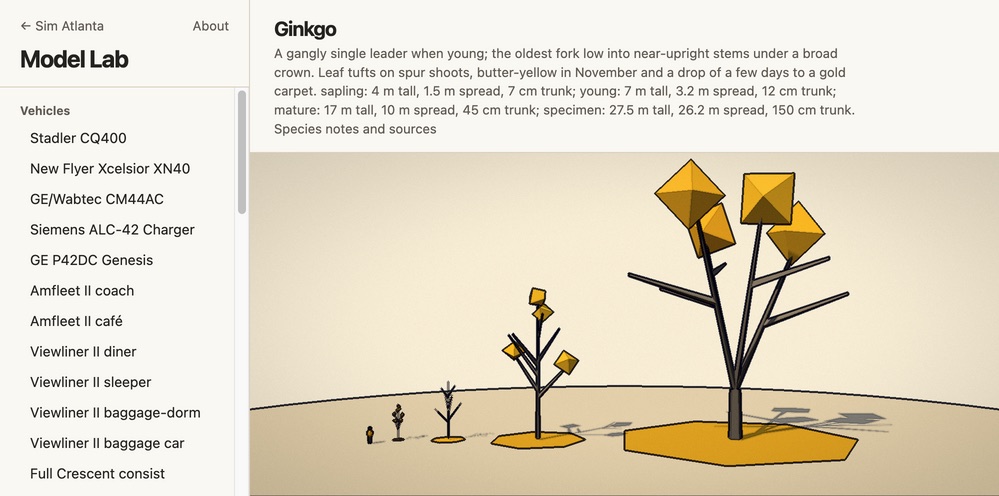 ← Sim Atlanta
About
Model Lab
Vehicles
Stadler CQ400
New Flyer Xcelsior XN40
GE/Wabtec CM44AC
Siemens ALC-42 Charger
GE P42DC Genesis
Amfleet II coach
Amfleet II café
Viewliner II diner
Viewliner II sleeper
Viewliner II baggage-dorm
Viewliner II baggage car
Full Crescent consist
Ginkgo
A gangly single leader when young; the oldest fork low into near-upright stems under a broad
crown. Leaf tufts on spur shoots, butter-yellow in November and a drop of a few days to a gold
carpet. sapling: 4 m tall, 1.5 m spread, 7 cm trunk; young: 7 m tall, 3.2 m spread, 12 cm trunk;
mature: 17 m tall, 10 m spread, 45 cm trunk; specimen: 27.5 m tall, 26.2 m spread, 150 cm trunk.
Species notes and sources